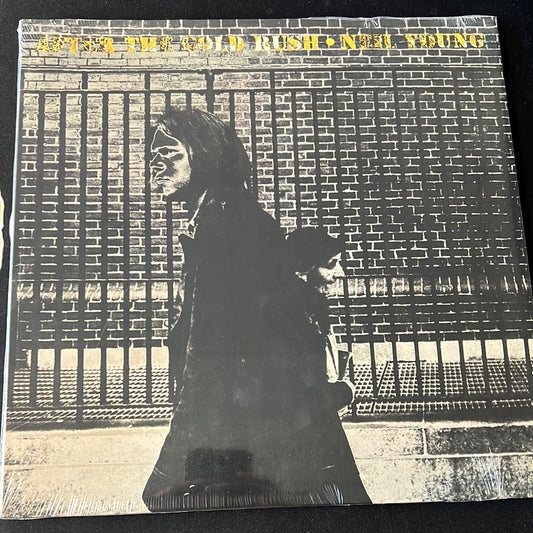 AFTER THE GOLD RUSH • NEIL YOUNG